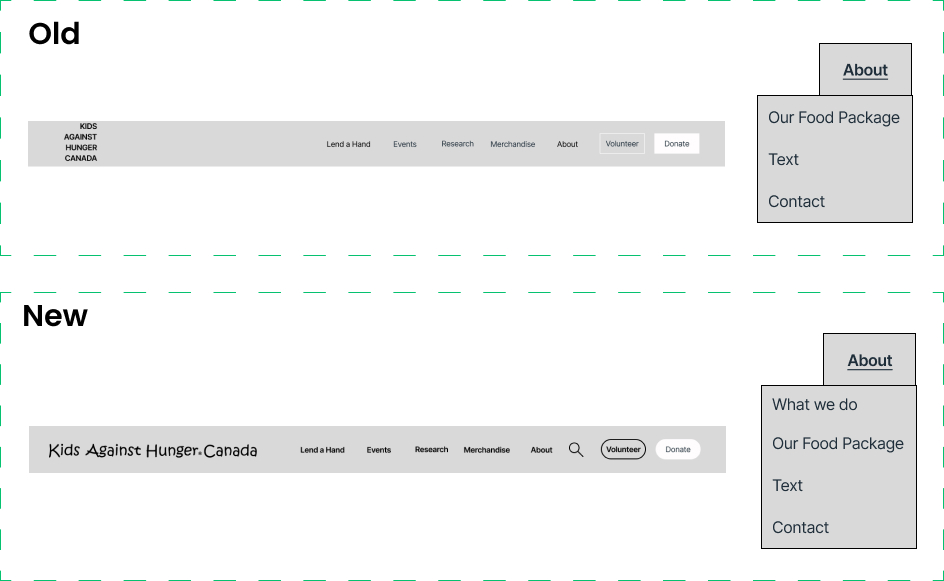 Old
KIDS
AGAINST
HUNGER
CANADA
Lend a Hand Events Research Merchandise About Volunteer Donate
About
Our Food Package
Text
Contact
New
Kids Against Hunger Canada
Lend a Hand Events Research Merchandise About Volunteer Donate
About
What we do
Our Food Package
Text
Contact